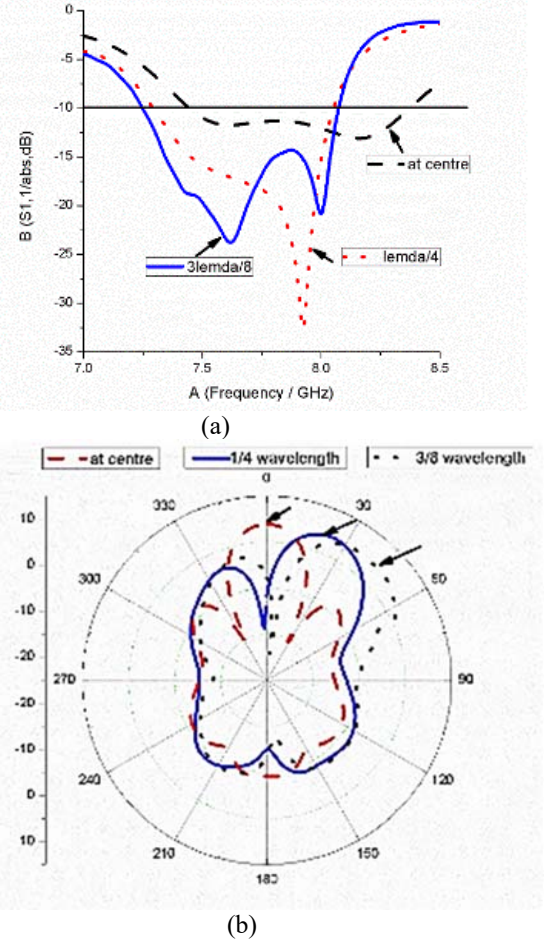 0
-5
-10
-15
-20
-25
-30
-35
B (S1,1/abs,dB)
at centre
3lemda/8
lemda/4
7.0 7.5 8.0 8.5
A (Frequency / GHz)
(a)
at centre 1/4 wavelength 3/8 wavelength
0
330 30
300 60
270 90
240 120
210 150
180
10
0
-10
-20
-20
-10
0
10
(b)